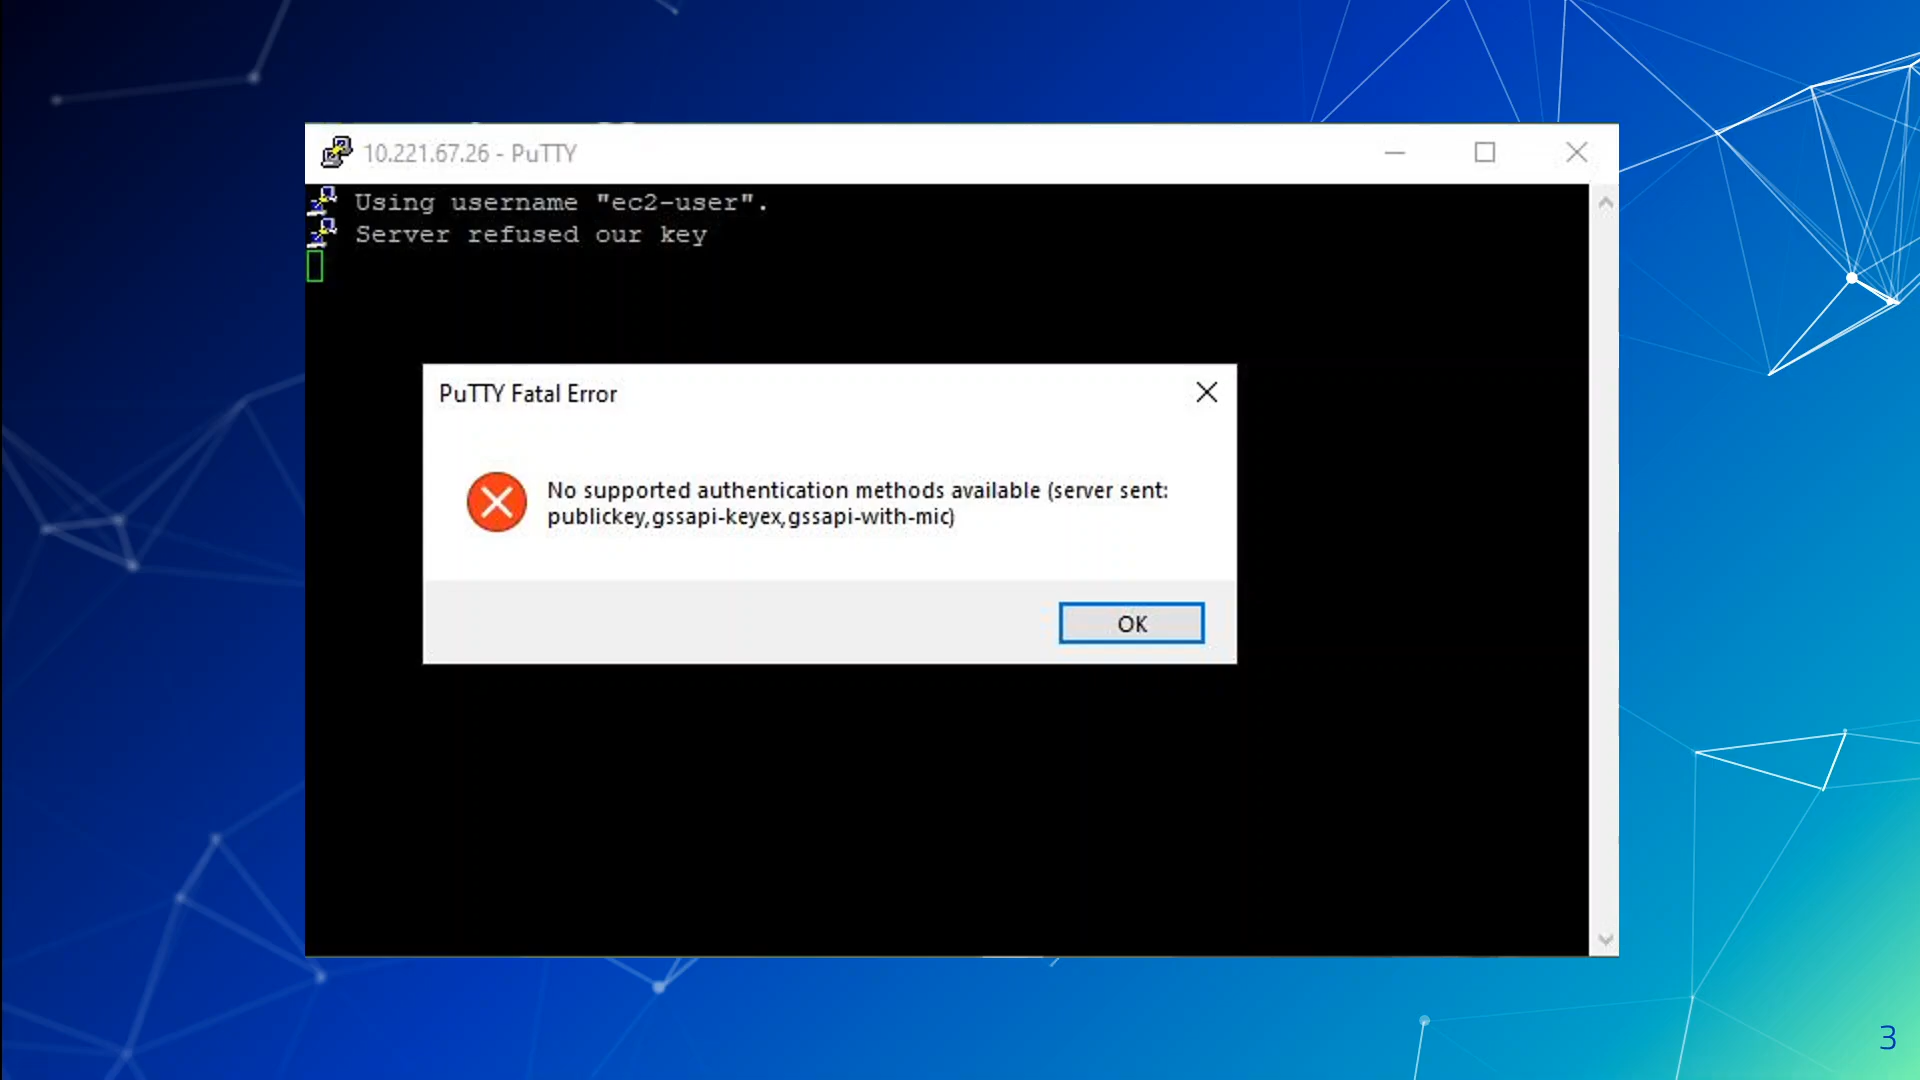 10.221.67.26 - PuTTY
Using username "ec2-user".
Server refused our key
PuTTY Fatal Error
No supported authentication methods available (server sent:
publickey,gssapi-keyex,gssapi-with-mic)
OK
3